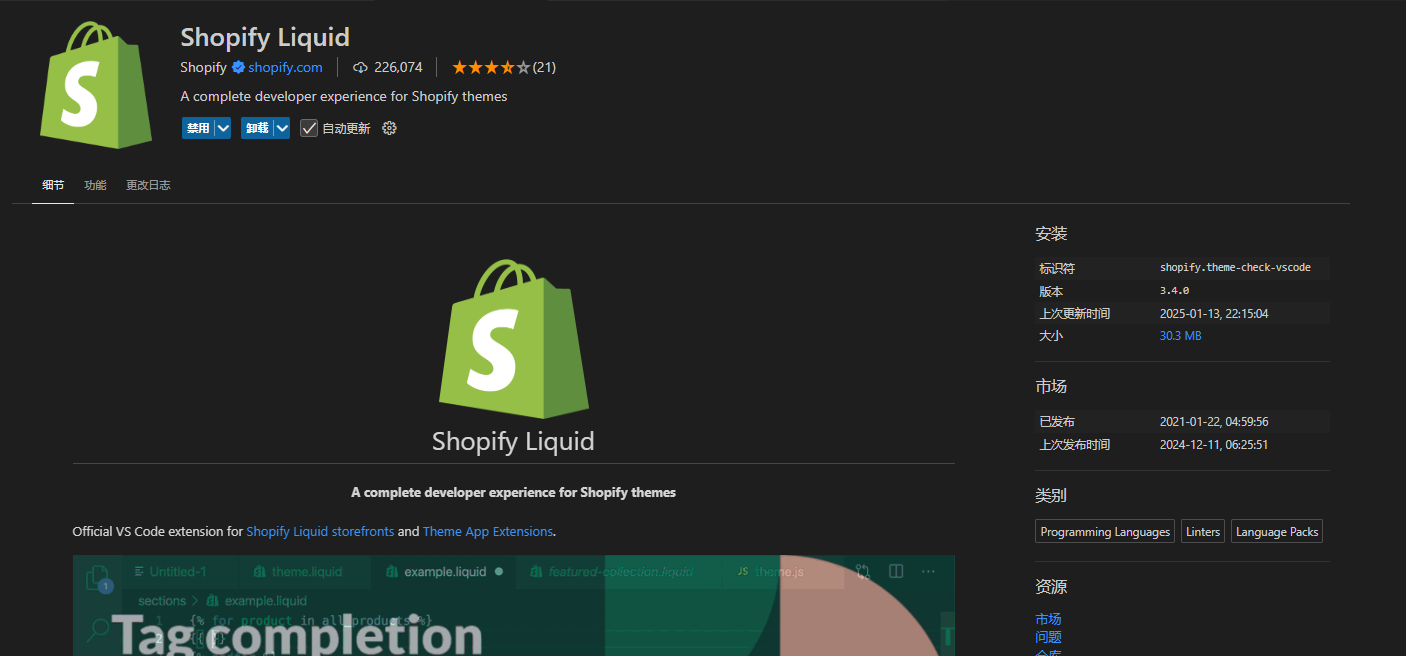 Shopify Liquid
Shopify shopify.com 226,074 (21)
A complete developer experience for Shopify themes
禁用 卸载 自动更新
细节 功能 更改日志
Shopify Liquid
A complete developer experience for Shopify themes
Official VS Code extension for Shopify Liquid storefronts and Theme App Extensions.
Untitled-1 theme.liquid example.liquid featured-collection.liquid JS theme.js
1
sections > example.liquid
1 {% for product in all_products %}
2 {{ }}
Tag completion
安装
标识符 shopify.theme-check-vscode
版本 3.4.0
上次更新时间 2025-01-13, 22:15:04
大小 30.3 MB
市场
已发布 2021-01-22, 04:59:56
上次发布时间 2024-12-11, 06:25:51
类别
Programming Languages Linters Language Packs
资源
市场
问题